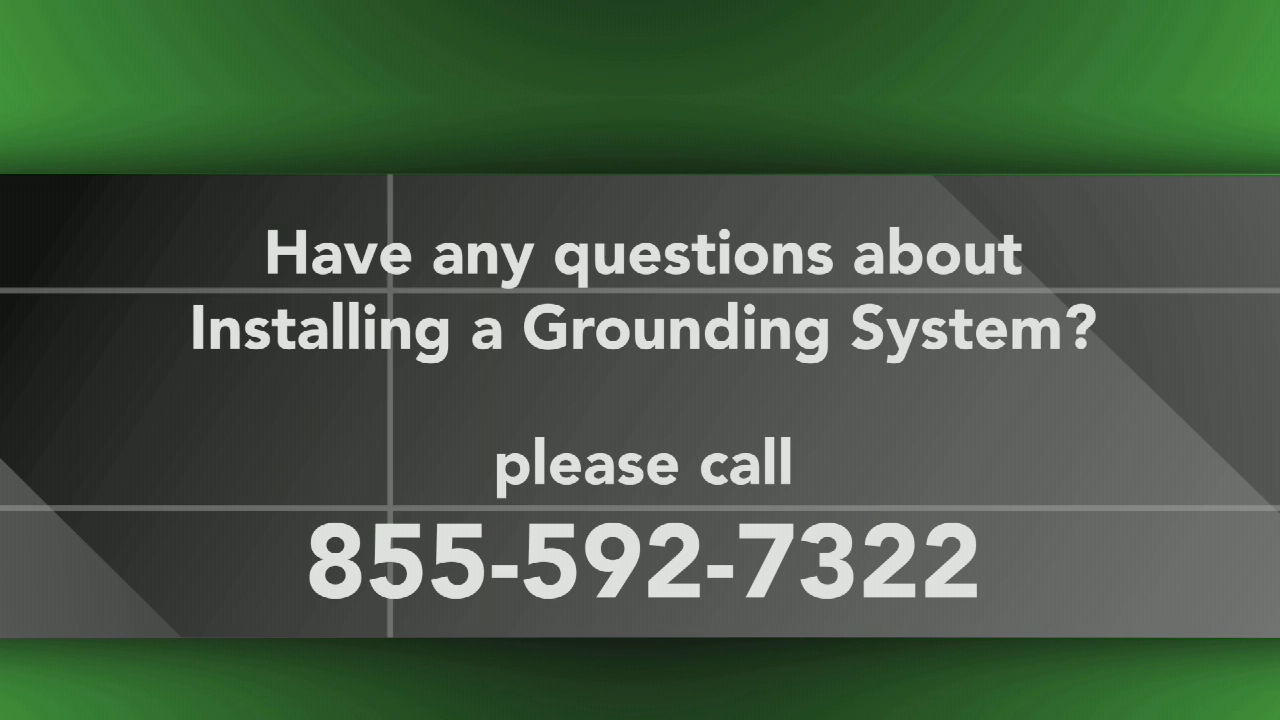 Have any questions about
Installing a Grounding System?
please call
855-592-7322